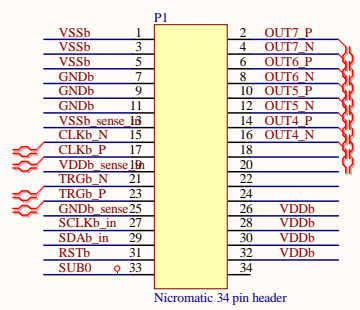 P1
VSSb 1 2 OUT7_P
VSSb 3 4 OUT7_N
VSSb 5 6 OUT6_P
GNDb 7 8 OUT6_N
GNDb 9 10 OUT5_P
GNDb 11 12 OUT5_N
VSSb_sense_in 13 14 OUT4_P
CLKb_N 15 16 OUT4_N
CLKb_P 17 18
VDDb_sense_in 19 20
TRGb_N 21 22
TRGb_P 23 24
GNDb_sense 25 26 VDDb
SCLKb_in 27 28 VDDb
SDAb_in 29 30 VDDb
RSTb 31 32 VDDb
SUB0 33 34
Nicromatic 34 pin header